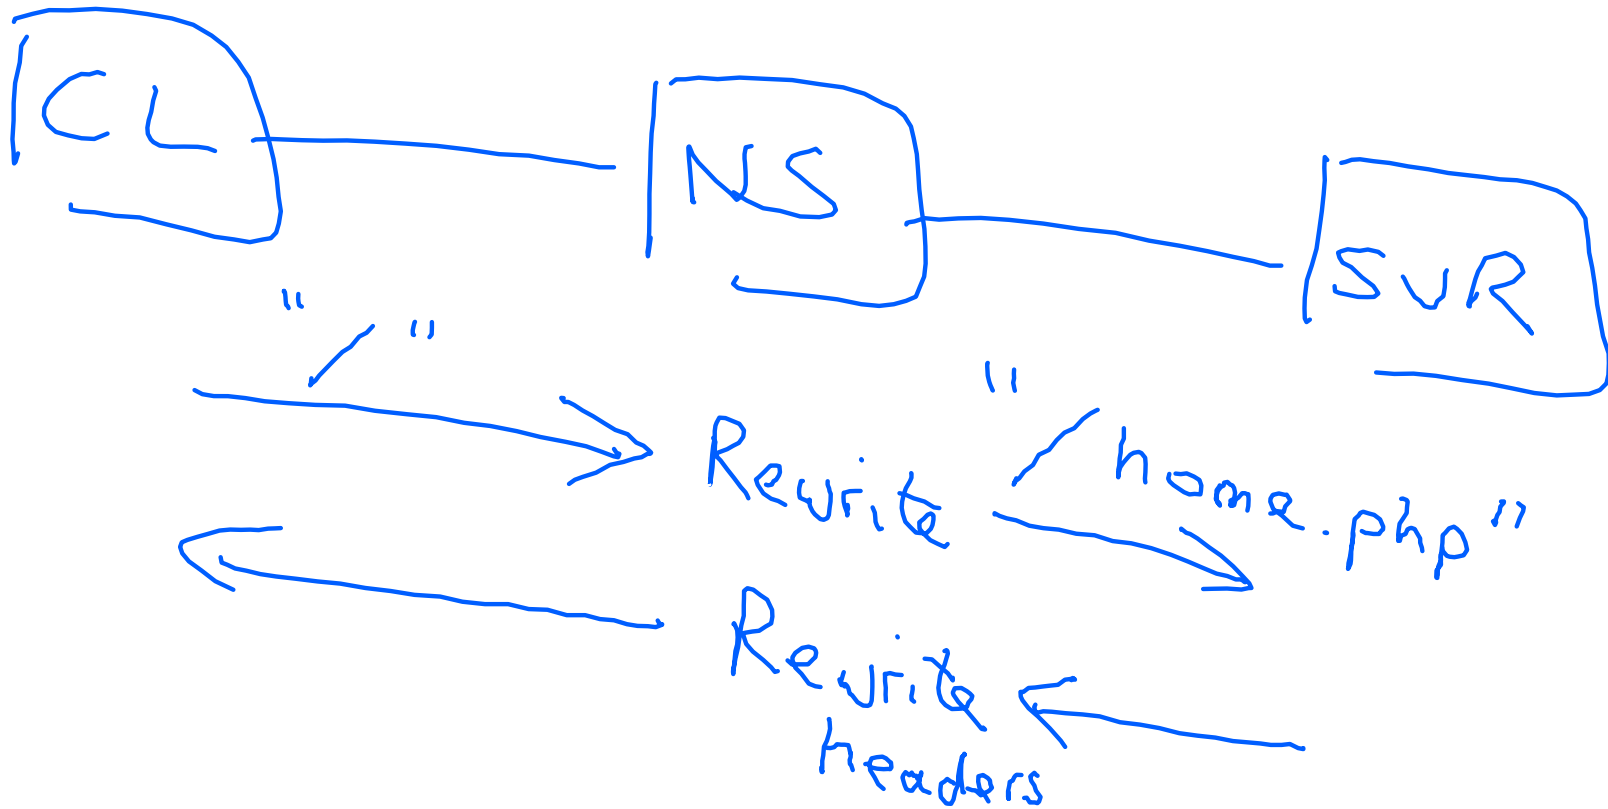 CL
NS
SVR
"/"
Rewrite
"/home.php"
Rewrite
headers